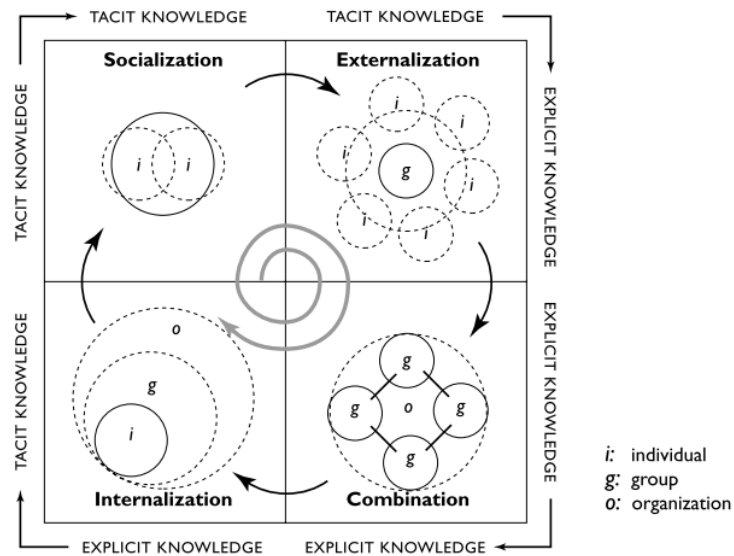 TACIT KNOWLEDGE
TACIT KNOWLEDGE
Socialization
Externalization
TACIT KNOWLEDGE
EXPLICIT KNOWLEDGE
i
i
i
i
i
i
i
i
g
TACIT KNOWLEDGE
EXPLICIT KNOWLEDGE
o
g
i
g
g
o
g
g
Internalization
Combination
EXPLICIT KNOWLEDGE
EXPLICIT KNOWLEDGE
i: individual
g: group
o: organization